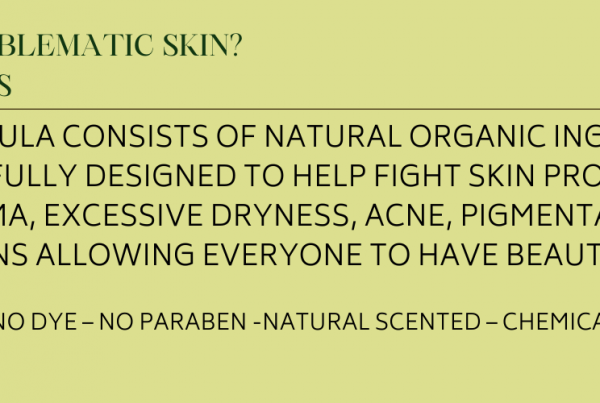 BLEMATIC SKIN?
S
ULA CONSISTS OF NATURAL ORGANIC ING
FULLY DESIGNED TO HELP FIGHT SKIN PRO
MA, EXCESSIVE DRYNESS, ACNE, PIGMENTA
NS ALLOWING EVERYONE TO HAVE BEAUT
NO DYE – NO PARABEN -NATURAL SCENTED – CHEMICA